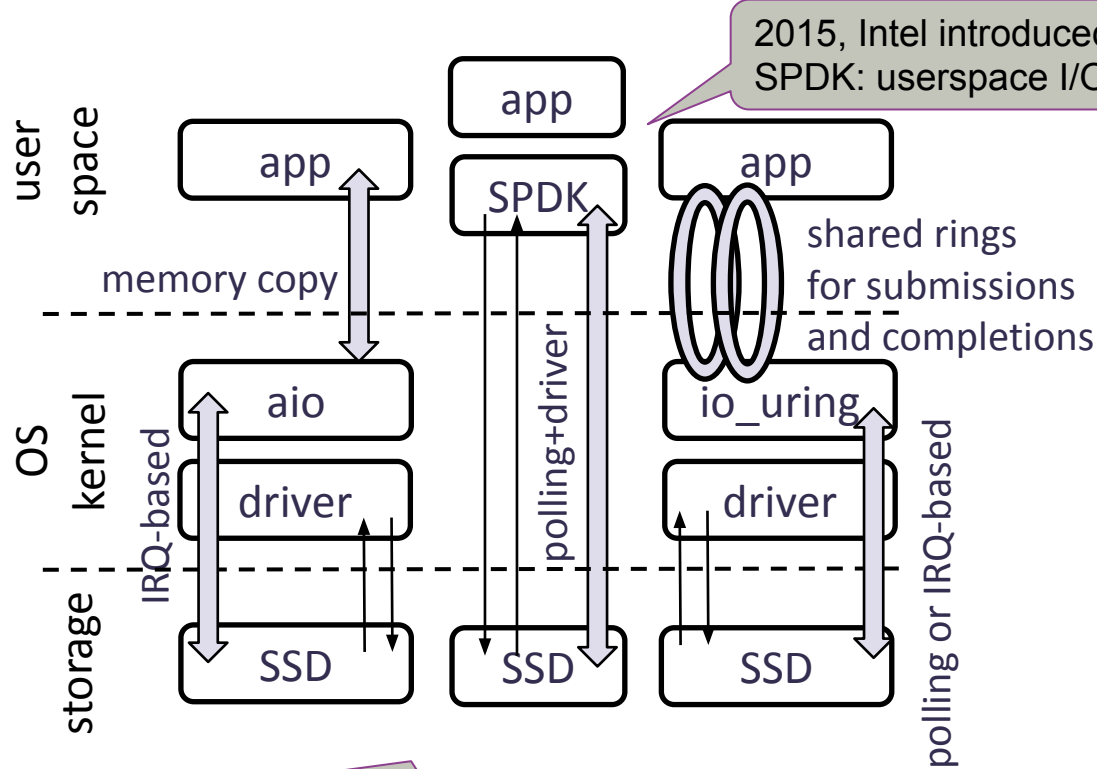 2015, Intel introduced
SPDK: userspace I/O
user
space
app
app
SPDK
app
memory copy
shared rings
for submissions
and completions
OS
kernel
aio
driver
IRQ-based
polling+driver
io_uring
driver
polling or IRQ-based
storage
SSD
SSD
SSD